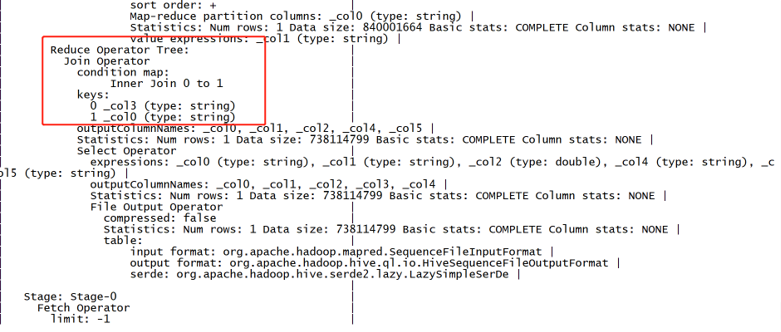 sort order: +
Map-reduce partition columns: _col0 (type: string) |
Statistics: Num rows: 1 Data size: 840001664 Basic stats: COMPLETE Column stats: NONE |
value expressions: _col1 (type: string) |
Reduce Operator Tree: |
Join Operator |
condition map: |
Inner Join 0 to 1 |
keys: |
0 _col3 (type: string) |
1 _col0 (type: string) |
outputColumnNames: _col0, _col1, _col2, _col4, _col5 |
Statistics: Num rows: 1 Data size: 738114799 Basic stats: COMPLETE Column stats: NONE |
Select Operator |
expressions: _col0 (type: string), _col1 (type: string), _col2 (type: double), _col4 (type: string), _c
ol5 (type: string) |
outputColumnNames: _col0, _col1, _col2, _col3, _col4 |
Statistics: Num rows: 1 Data size: 738114799 Basic stats: COMPLETE Column stats: NONE |
File Output Operator |
compressed: false |
Statistics: Num rows: 1 Data size: 738114799 Basic stats: COMPLETE Column stats: NONE |
table: |
input format: org.apache.hadoop.mapred.SequenceFileInputFormat |
output format: org.apache.hadoop.hive.ql.io.HiveSequenceFileOutputFormat |
serde: org.apache.hadoop.hive.serde2.lazy.LazySimpleSerDe |
Stage: Stage-0 |
Fetch Operator |
limit: -1 |